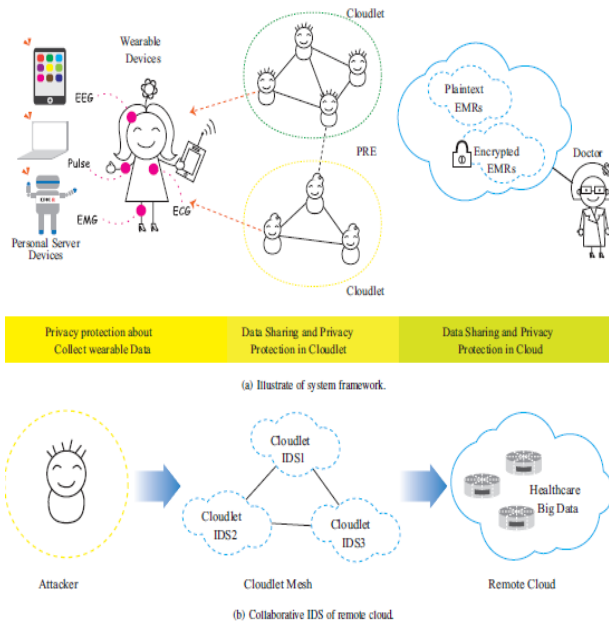 Cloudlet
Wearable
Devices
EEG
Pulse
EMG
ECG
Personal Server
Devices
PRE
Cloudlet
Plaintext
EMRs
Encrypted
EMRs
Doctor
Privacy protection about
Collect wearable Data
Data Sharing and Privacy
Protection in Cloudlet
Data Sharing and Privacy
Protection in Cloud
(a) Illustrate of system framework.
Cloudlet
IDS1
Cloudlet
IDS2
Cloudlet
IDS3
Healthcare
Big Data
Attacker
Cloudlet Mesh
Remote Cloud
(b) Collaborative IDS of remote cloud.